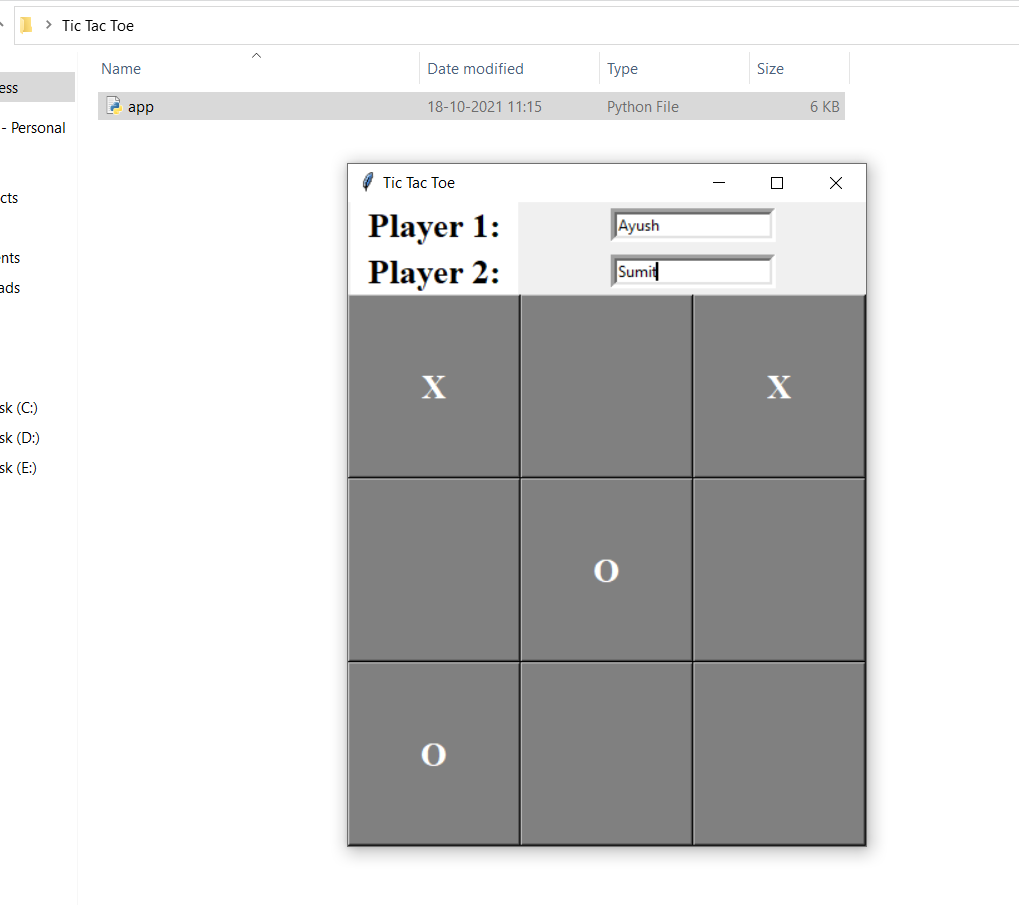 Tic Tac Toe
Name Date modified Type Size
ess
app 18-10-2021 11:15 Python File 6 KB
- Personal
cts
nts
ads
sk (C:)
sk (D:)
sk (E:)
Tic Tac Toe
Player 1: Ayush
Player 2: Sumit
X X
O
O